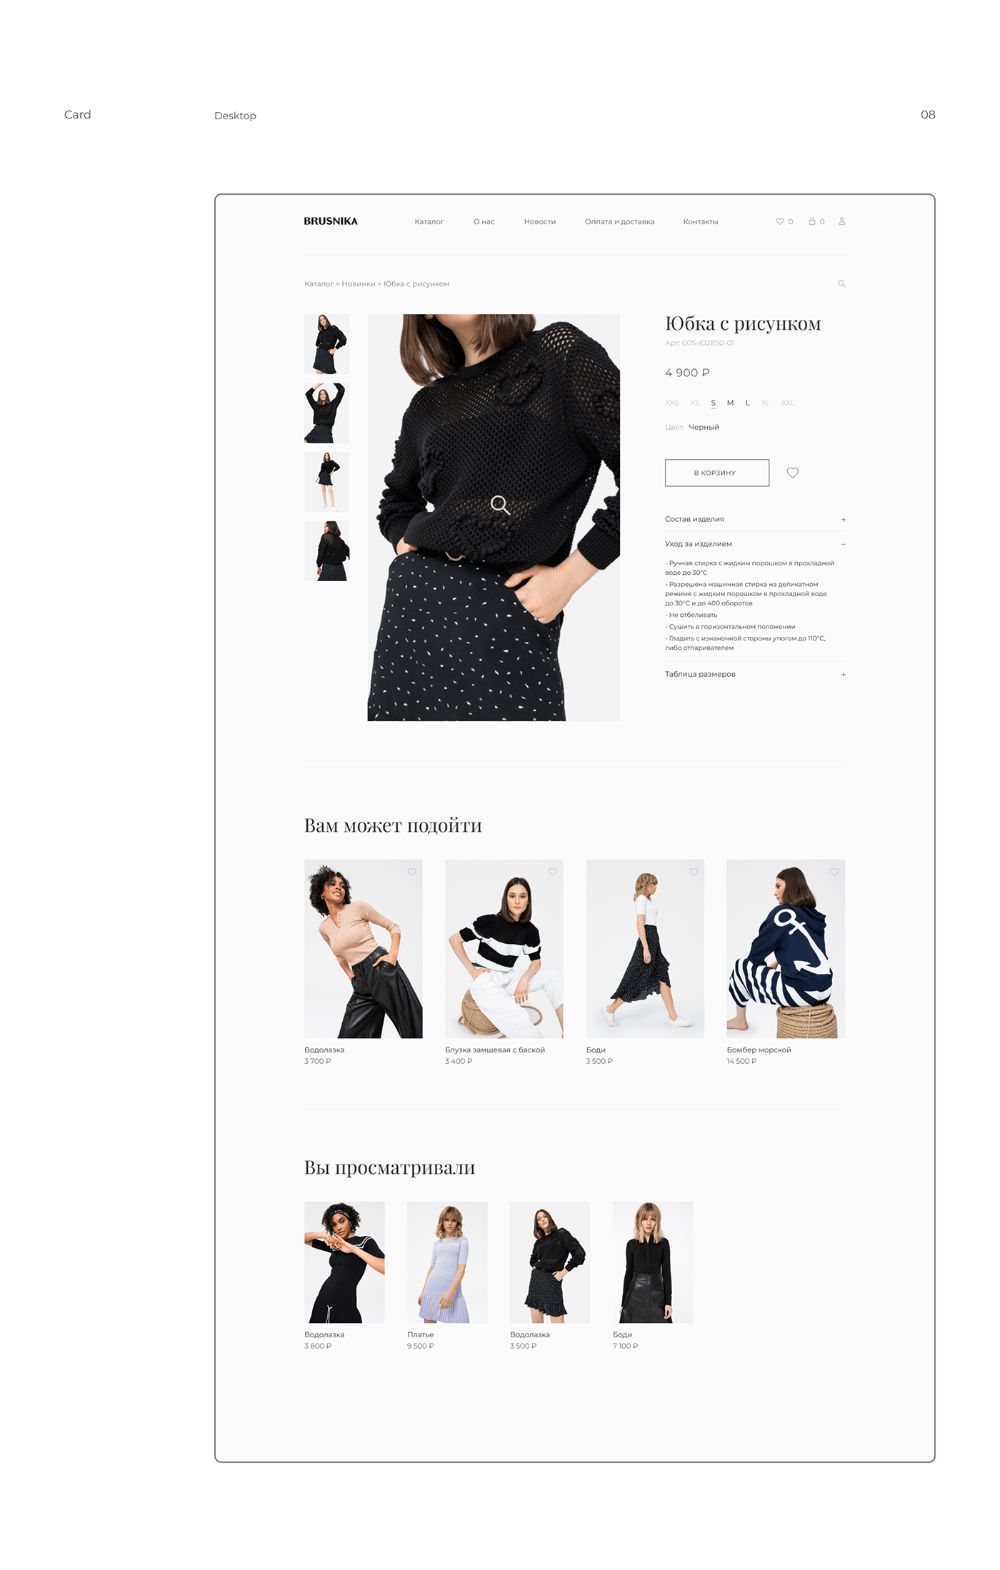 Card
Desktop
08
BRUSNIKA
Каталог
О нас
Новости
Оплата и доставка
Контакты
0
0
Каталог > Новинки > Юбка с рисунком
Юбка с рисунком
Арт: 005-Ю2850-01
4 900 ₽
XXS XS S M L XL XXL
Цвет: Черный
В КОРЗИНУ
Состав изделия +
Уход за изделием –
- Ручная стирка с жидким порошком в прохладной
воде до 30°C
- Разрешена машинная стирка на деликатном
режиме с жидким порошком в прохладной воде
до 30°C и до 400 оборотов
- Не отбеливать
- Сушить в горизонтальном положении
- Гладить с изнаночной стороны утюгом до 110°C,
либо отпаривателем
Таблица размеров +
Вам может подойти
Водолазка
3 700 ₽
Блузка замшевая с баской
3 400 ₽
Боди
3 500 ₽
Бомбер морской
14 500 ₽
Вы просматривали
Водолазка
3 800 ₽
Платье
9 500 ₽
Водолазка
3 500 ₽
Боди
7 100 ₽